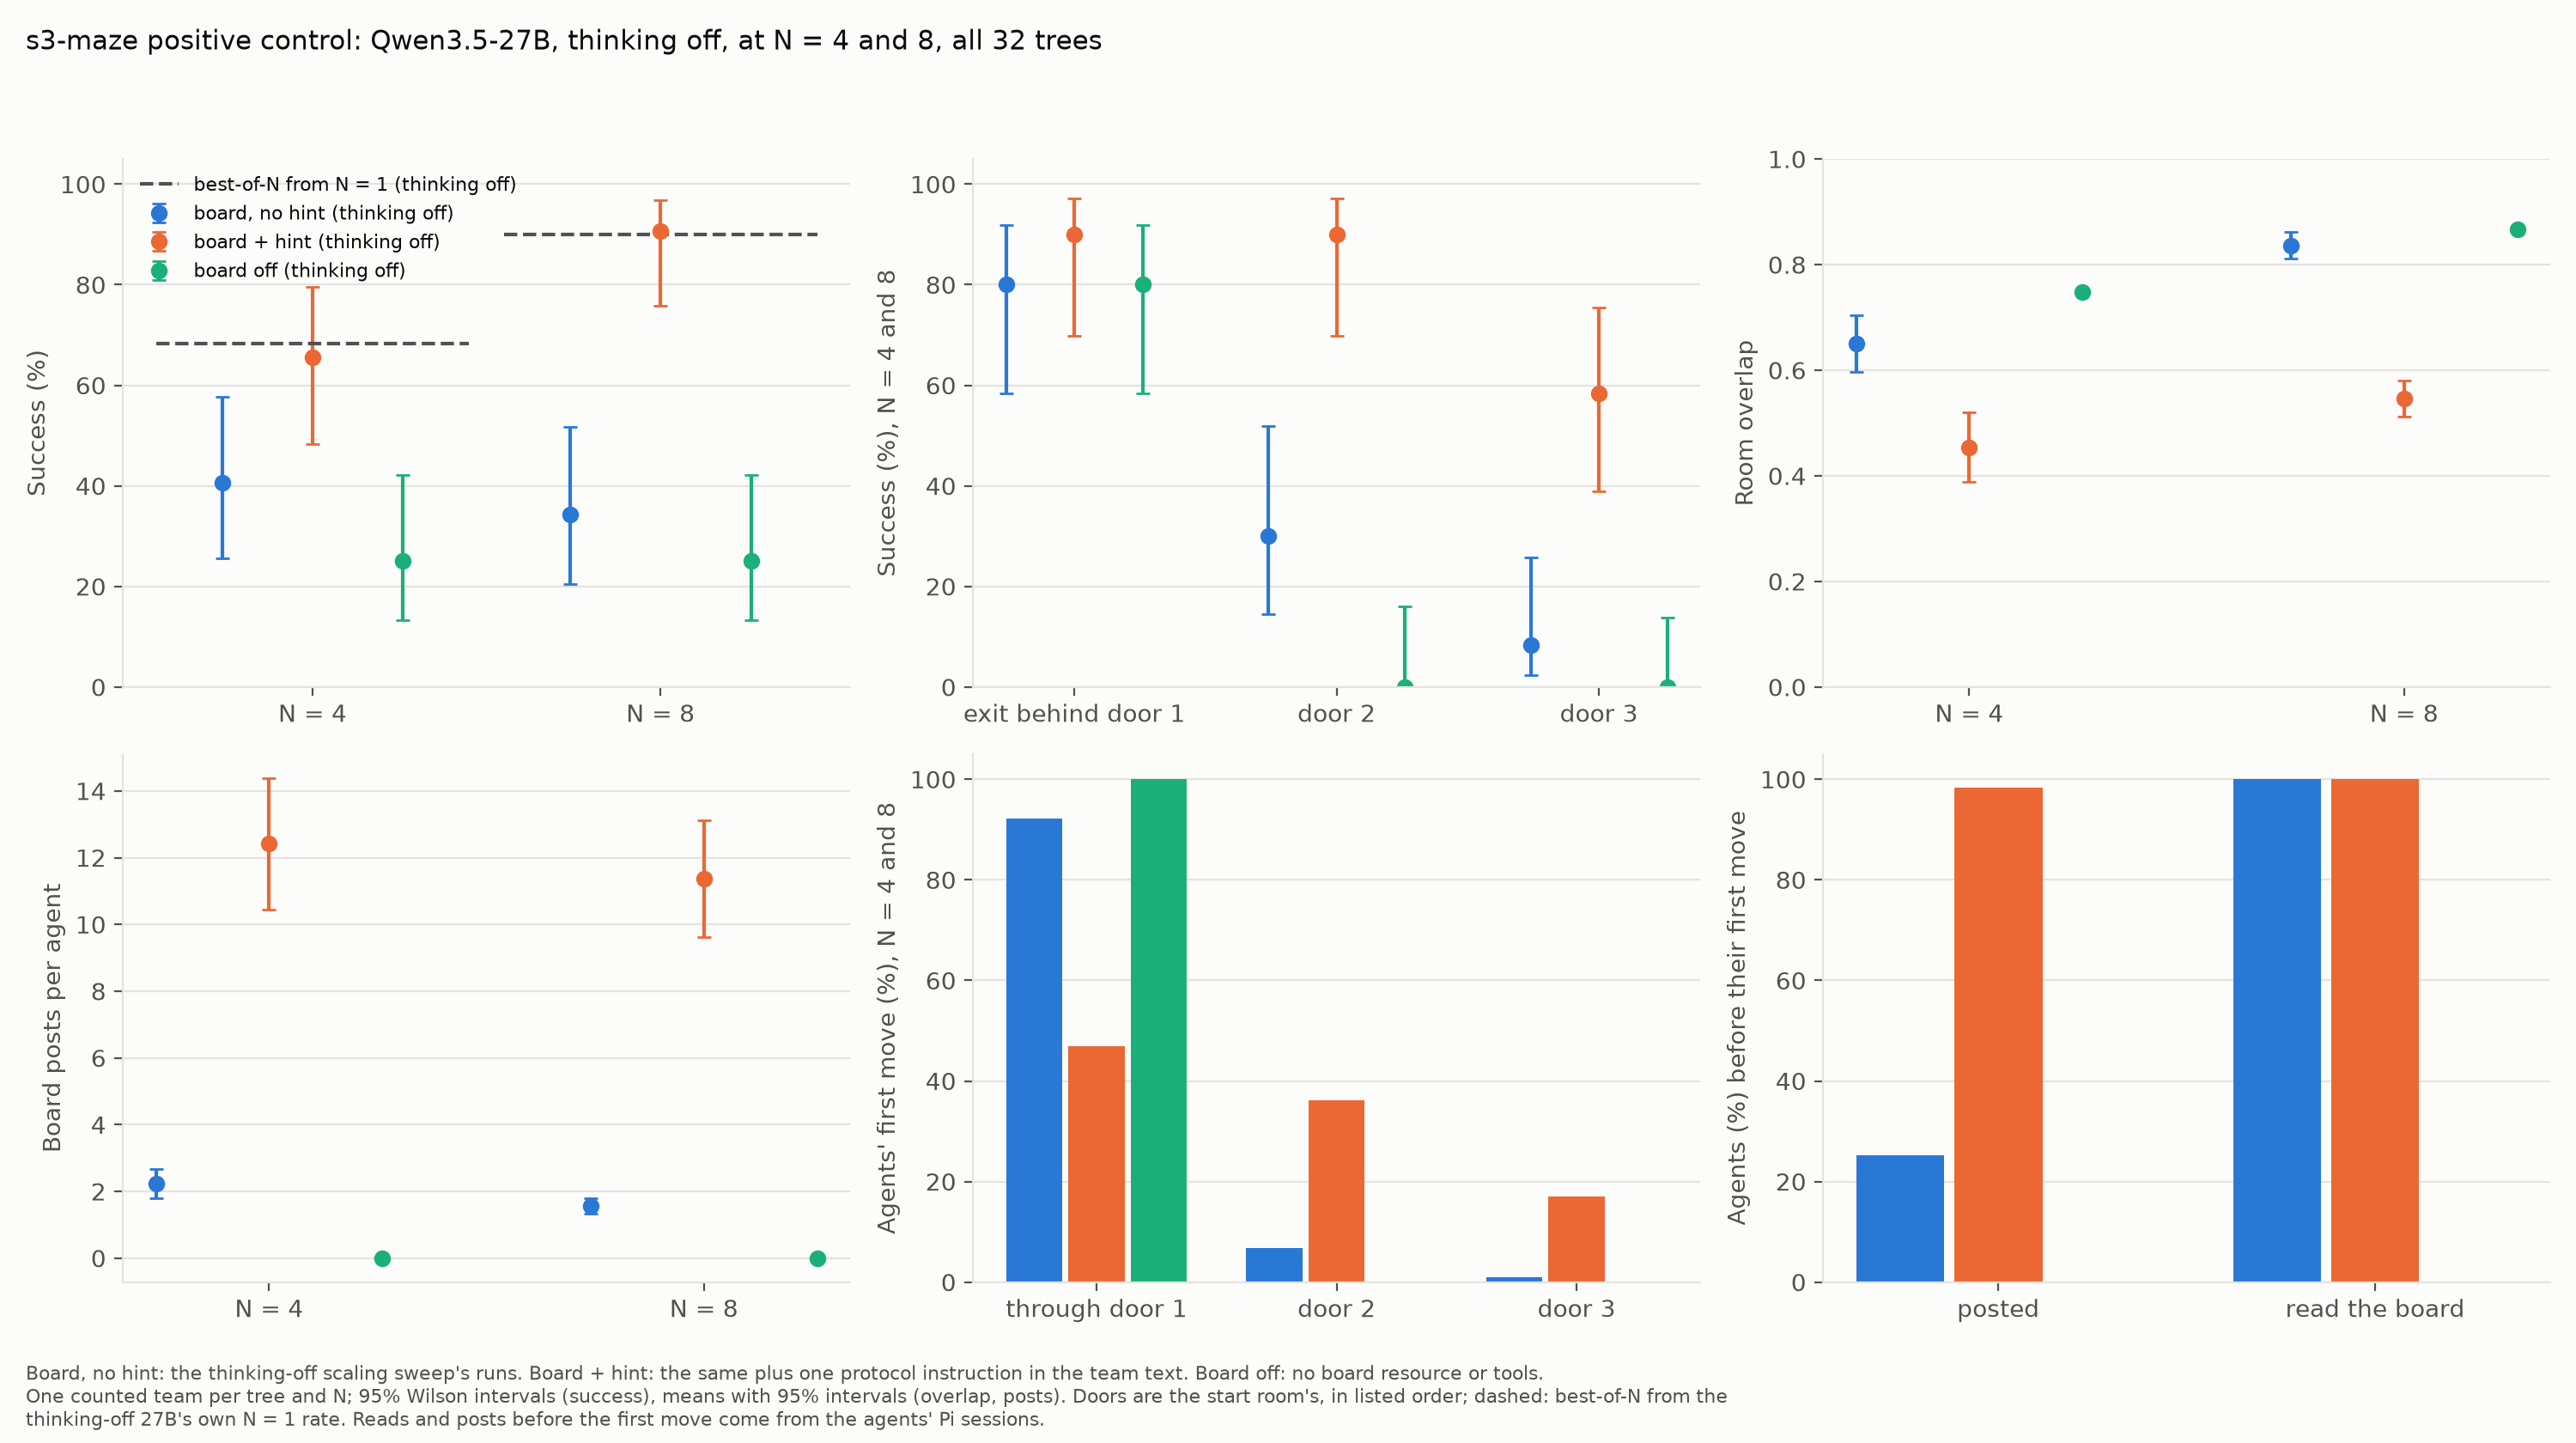 s3-maze positive control: Qwen3.5-27B, thinking off, at N = 4 and 8, all 32 trees
Success (%)
100
80
60
40
20
0
best-of-N from N = 1 (thinking off)
board, no hint (thinking off)
board + hint (thinking off)
board off (thinking off)
N = 4
N = 8
Success (%), N = 4 and 8
100
80
60
40
20
0
exit behind door 1
door 2
door 3
Room overlap
1.0
0.8
0.6
0.4
0.2
0.0
N = 4
N = 8
Board posts per agent
14
12
10
8
6
4
2
0
N = 4
N = 8
Agents' first move (%), N = 4 and 8
100
80
60
40
20
0
through door 1
door 2
door 3
Agents (%) before their first move
100
80
60
40
20
0
posted
read the board
Board, no hint: the thinking-off scaling sweep's runs. Board + hint: the same plus one protocol instruction in the team text. Board off: no board resource or tools.
One counted team per tree and N; 95% Wilson intervals (success), means with 95% intervals (overlap, posts). Doors are the start room's, in listed order; dashed: best-of-N from the
thinking-off 27B's own N = 1 rate. Reads and posts before the first move come from the agents' Pi sessions.